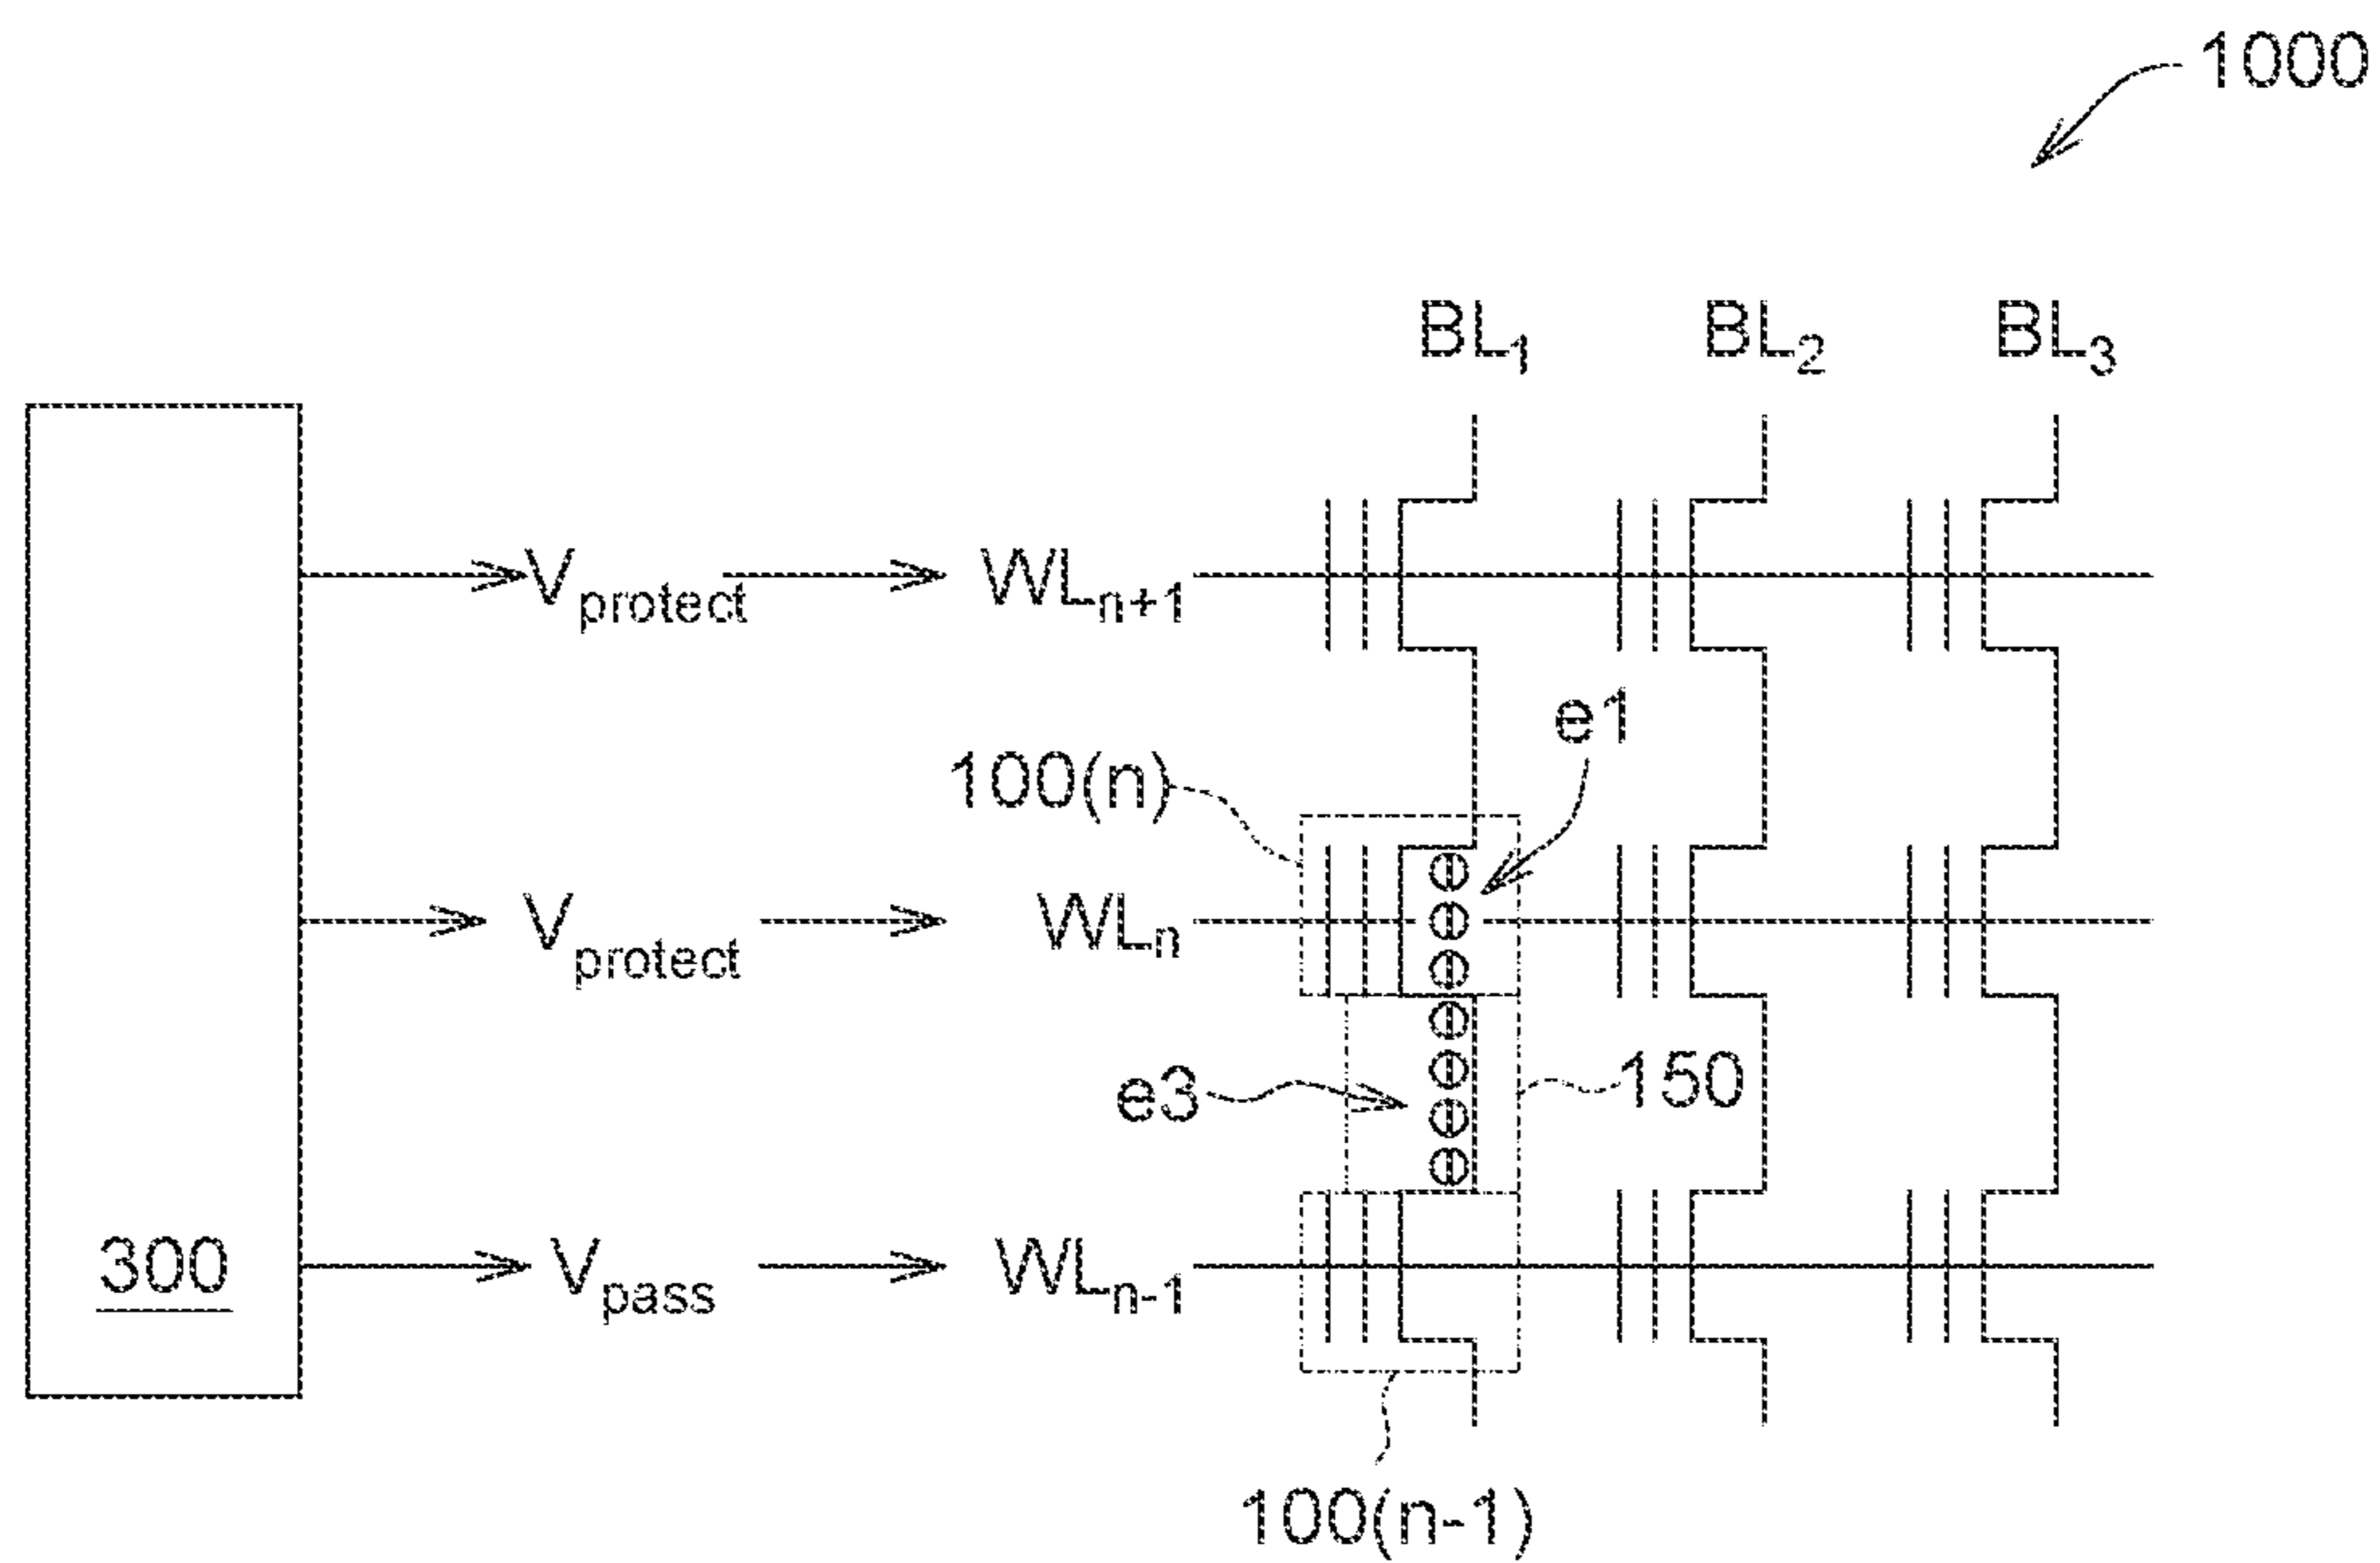 1000
BL1 BL2 BL3
Vprotect WLn+1
e1
100(n)
Vprotect WLn
e3 150
300 Vpass WLn-1
100(n-1)